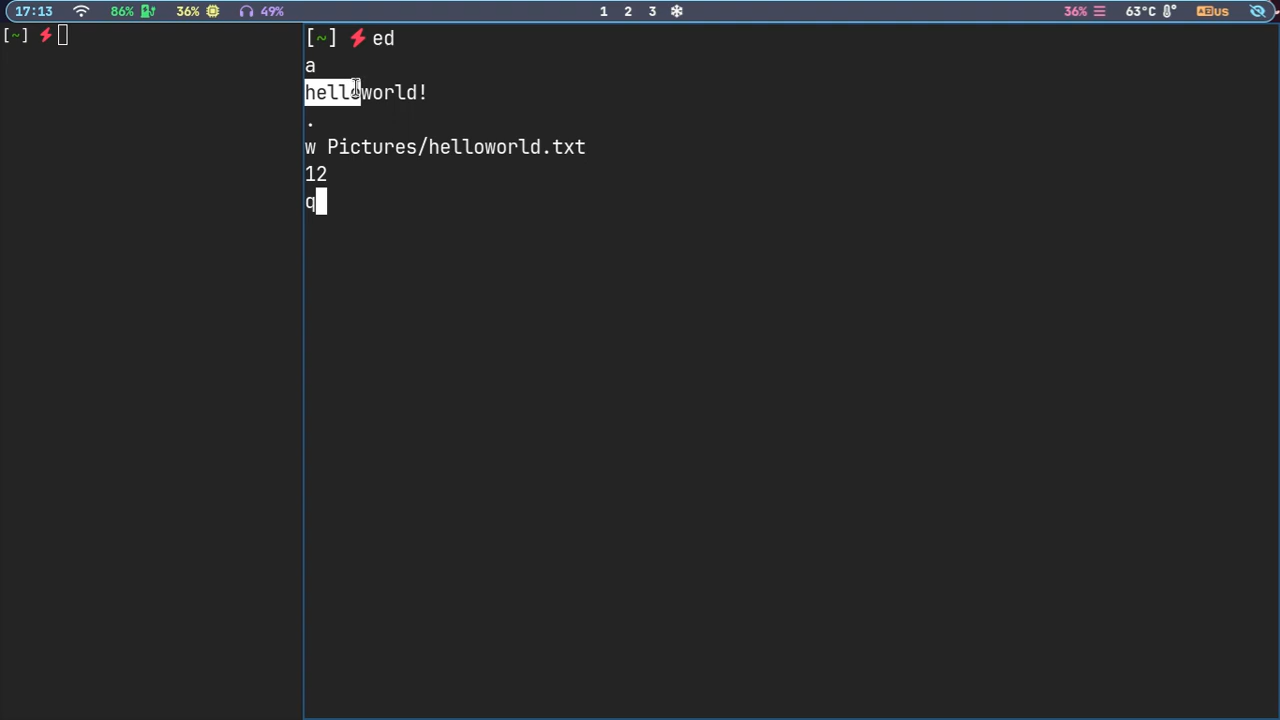 17:13 86% 36% 49% 1 2 3 36% 63°C US
[~] [~] ed
a
helloworld!
.
w Pictures/helloworld.txt
12
q